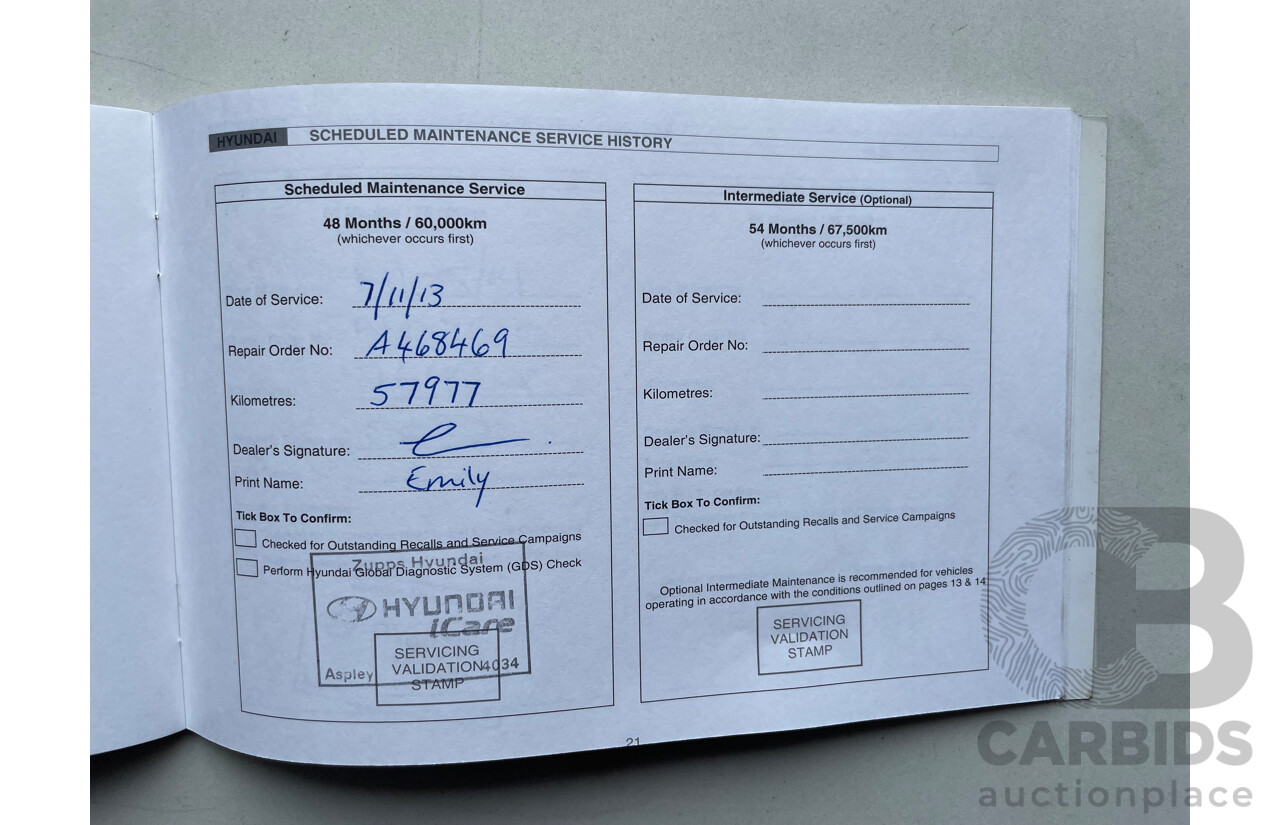 HYUNDAI SCHEDULED MAINTENANCE SERVICE HISTORY
Scheduled Maintenance Service
48 Months / 60,000km
(whichever occurs first)
Date of Service: 7/11/13
Repair Order No: A468469
Kilometres: 57977
Dealer's Signature:
Print Name: Emily
Tick Box To Confirm:
Checked for Outstanding Recalls and Service Campaigns
Perform Hyundai Global Diagnostic System (GDS) Check
Zupps Hyundai
HYUNDAI
iCare
Aspley 4034
SERVICING
VALIDATION
STAMP
Intermediate Service (Optional)
54 Months / 67,500km
(whichever occurs first)
Date of Service:
Repair Order No:
Kilometres:
Dealer's Signature:
Print Name:
Tick Box To Confirm:
Checked for Outstanding Recalls and Service Campaigns
Optional Intermediate Maintenance is recommended for vehicles
operating in accordance with the conditions outlined on pages 13 & 14
SERVICING
VALIDATION
STAMP
21
CB
CARBIDS
auctionplace